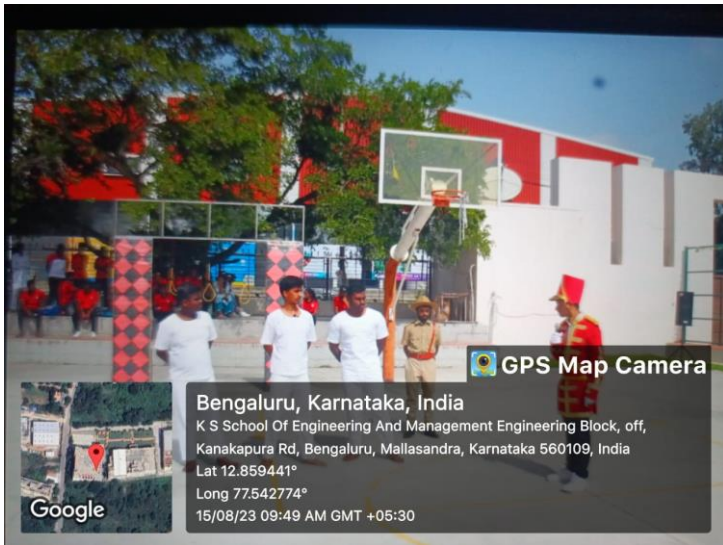 GPS Map Camera
Bengaluru, Karnataka, India
K S School Of Engineering And Management Engineering Block, off,
Kanakapura Rd, Bengaluru, Mallasandra, Karnataka 560109, India
Lat 12.859441°
Long 77.542774°
15/08/23 09:49 AM GMT +05:30
Google